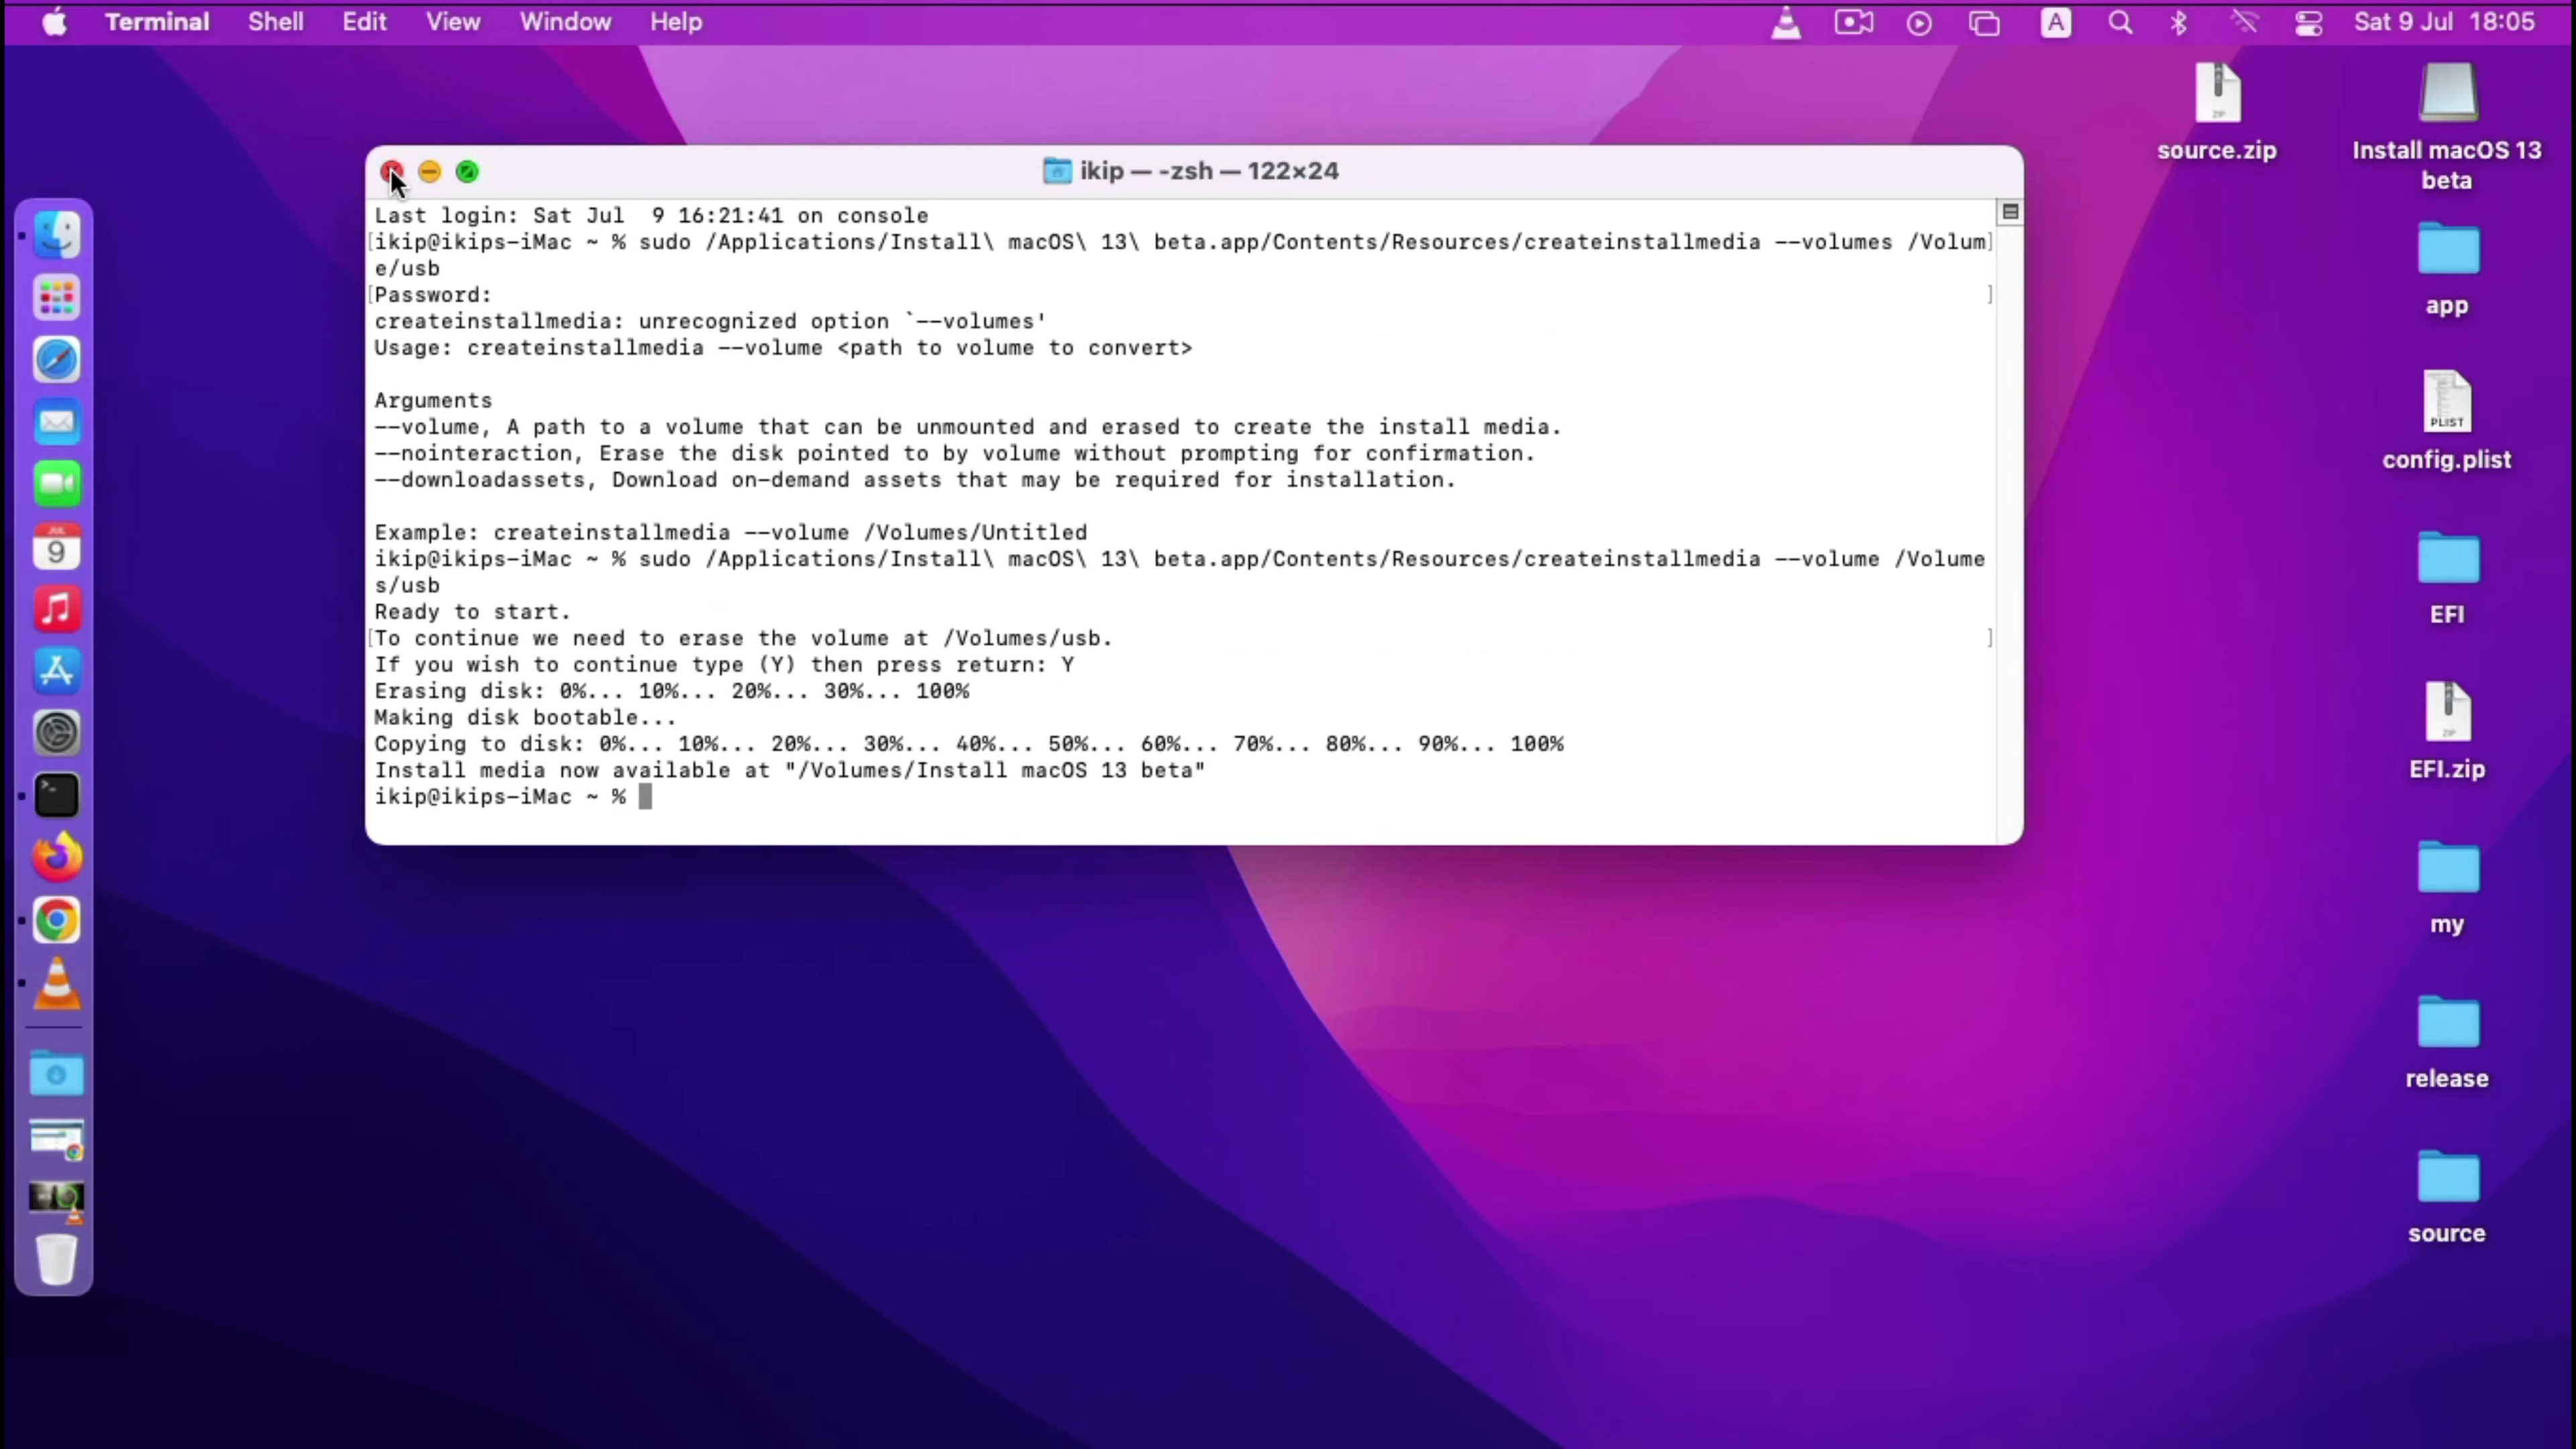 Terminal Shell Edit View Window Help A Sat 9 Jul 18:05
ikip — -zsh — 122×24
Last login: Sat Jul  9 16:21:41 on console
[ikip@ikips-iMac ~ % sudo /Applications/Install\ macOS\ 13\ beta.app/Contents/Resources/createinstallmedia --volumes /Volum]
e/usb
[Password: ]
createinstallmedia: unrecognized option `--volumes'
Usage: createinstallmedia --volume <path to volume to convert>
Arguments
--volume, A path to a volume that can be unmounted and erased to create the install media.
--nointeraction, Erase the disk pointed to by volume without prompting for confirmation.
--downloadassets, Download on-demand assets that may be required for installation.
Example: createinstallmedia --volume /Volumes/Untitled
ikip@ikips-iMac ~ % sudo /Applications/Install\ macOS\ 13\ beta.app/Contents/Resources/createinstallmedia --volume /Volume
s/usb
Ready to start.
[To continue we need to erase the volume at /Volumes/usb. ]
If you wish to continue type (Y) then press return: Y
Erasing disk: 0%... 10%... 20%... 30%... 100%
Making disk bootable...
Copying to disk: 0%... 10%... 20%... 30%... 40%... 50%... 60%... 70%... 80%... 90%... 100%
Install media now available at "/Volumes/Install macOS 13 beta"
ikip@ikips-iMac ~ %
ZIP
source.zip
Install macOS 13
beta
app
PLIST
config.plist
EFI
ZIP
EFI.zip
my
release
source
JUL
9